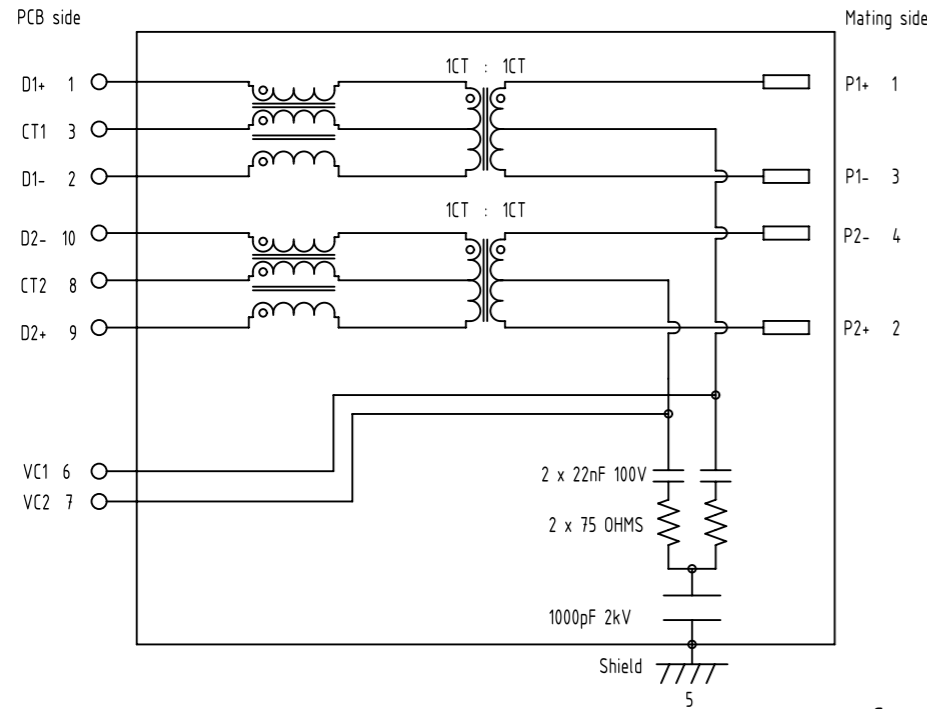 PCB side
Mating side
1CT : 1CT
D1+ 1
P1+ 1
CT1 3
D1- 2
P1- 3
1CT : 1CT
D2- 10
P2- 4
CT2 8
D2+ 9
P2+ 2
VC1 6
2 x 22nF 100V
VC2 7
2 x 75 OHMS
1000pF 2kV
Shield
5